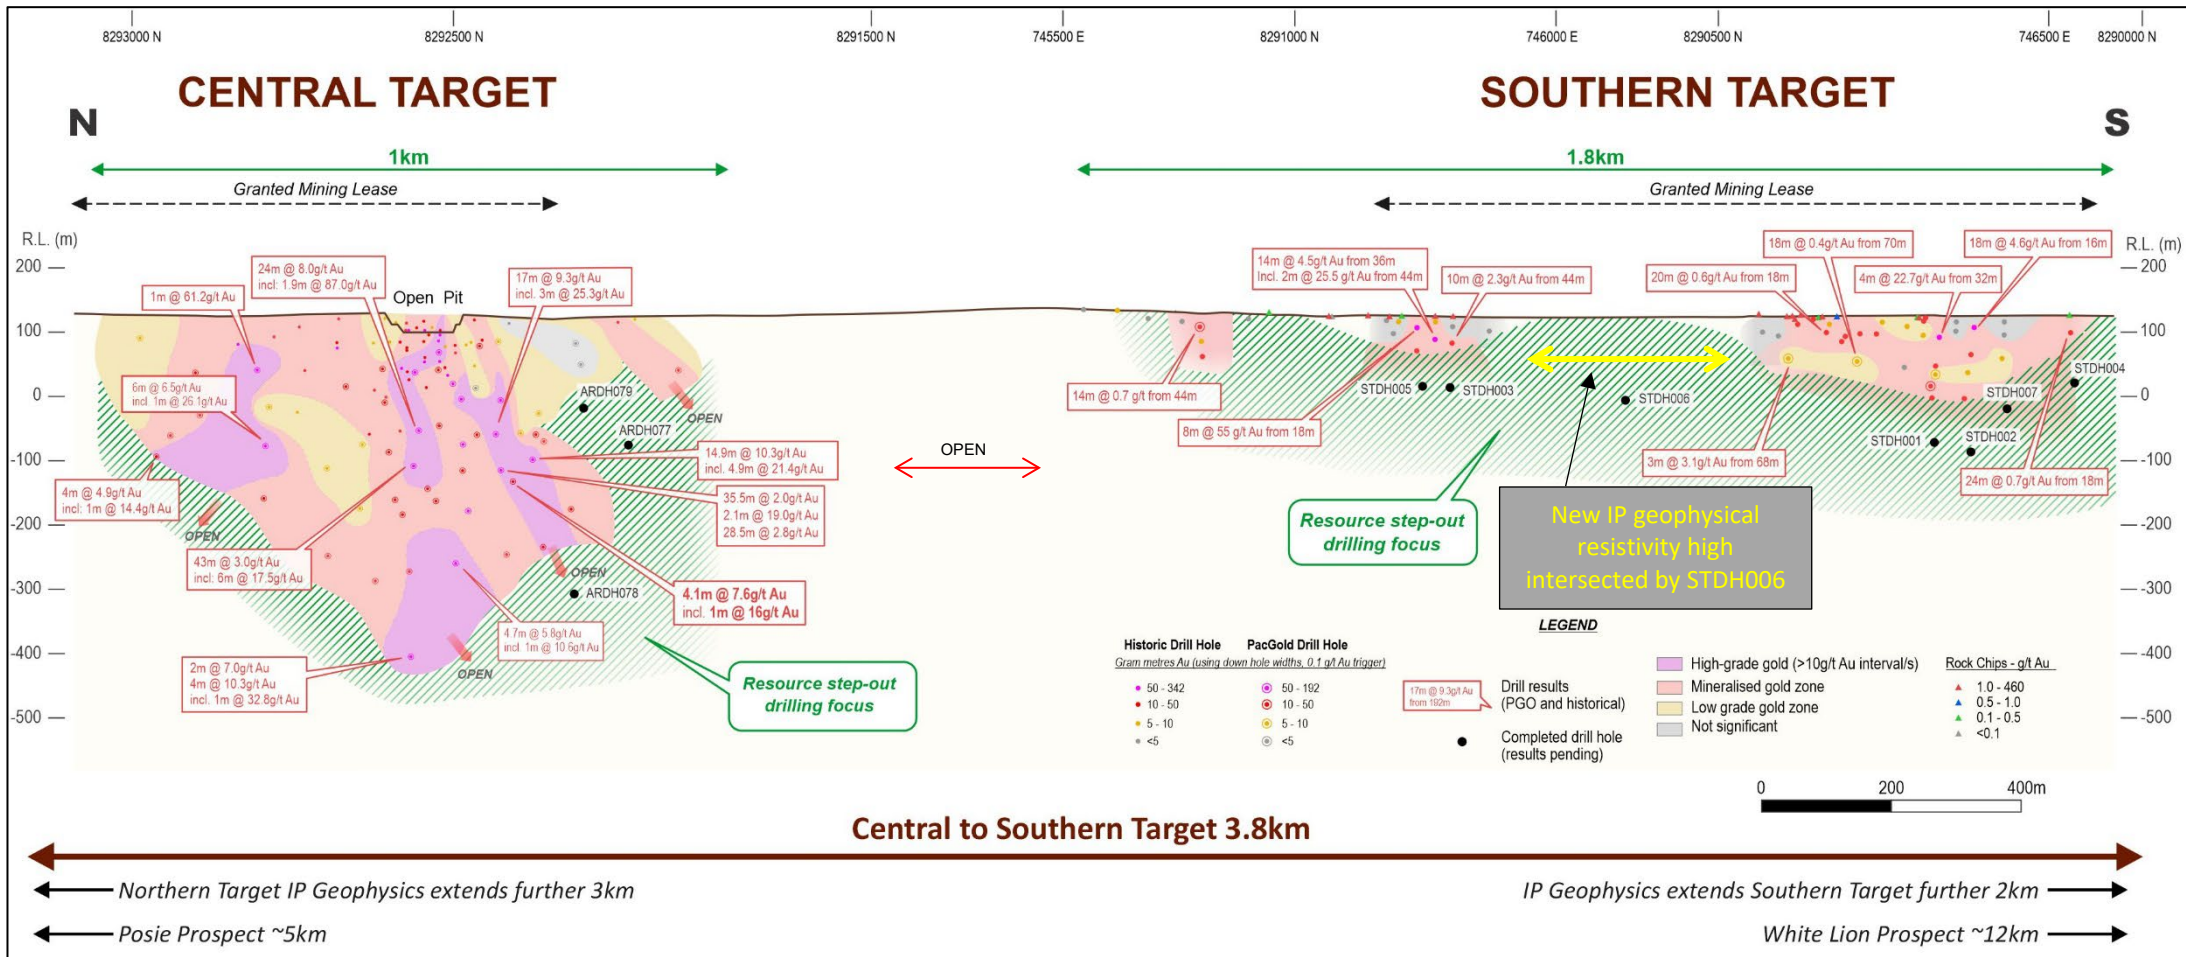 8293000 N
8292500 N
8291500 N
745500 E
8291000 N
746000 E
8290500 N
746500 E
8290000 N
CENTRAL TARGET
SOUTHERN TARGET
N
S
1km
1.8km
Granted Mining Lease
Granted Mining Lease
R.L. (m)
200
100
0
-100
-200
-300
-400
-500
R.L. (m)
200
100
0
-100
-200
-300
-400
-500
1m @ 61.2g/t Au
24m @ 8.0g/t Au
incl: 1.9m @ 87.0g/t Au
Open Pit
17m @ 9.3g/t Au
incl. 3m @ 25.3g/t Au
6m @ 6.5g/t Au
incl. 1m @ 26.1g/t Au
4m @ 4.9g/t Au
incl: 1m @ 14.4g/t Au
OPEN
43m @ 3.0g/t Au
incl: 6m @ 17.5g/t Au
2m @ 7.0g/t Au
4m @ 10.3g/t Au
incl. 1m @ 32.8g/t Au
ARDH079
ARDH077
OPEN
14.9m @ 10.3g/t Au
incl. 4.9m @ 21.4g/t Au
35.5m @ 2.0g/t Au
2.1m @ 19.0g/t Au
28.5m @ 2.8g/t Au
OPEN
ARDH078
4.1m @ 7.6g/t Au
incl. 1m @ 16g/t Au
4.7m @ 5.8g/t Au
incl. 1m @ 10.6g/t Au
OPEN
Resource step-out
drilling focus
OPEN
14m @ 4.5g/t Au from 36m
Incl. 2m @ 25.5 g/t Au from 44m
10m @ 2.3g/t Au from 44m
14m @ 0.7 g/t from 44m
8m @ 55 g/t Au from 18m
STDH005
STDH003
STDH006
18m @ 0.4g/t Au from 70m
18m @ 4.6g/t Au from 16m
20m @ 0.6g/t Au from 18m
4m @ 22.7g/t Au from 32m
STDH004
STDH007
STDH001
STDH002
3m @ 3.1g/t Au from 68m
24m @ 0.7g/t Au from 18m
Resource step-out
drilling focus
New IP geophysical
resistivity high
intersected by STDH006
LEGEND
Historic Drill Hole
PacGold Drill Hole
Gram metres Au (using down hole widths, 0.1 g/t Au trigger)
50 - 342
10 - 50
5 - 10
<5
50 - 192
10 - 50
5 - 10
<5
17m @ 9.3g/t Au
from 192m
Drill results
(PGO and historical)
Completed drill hole
(results pending)
High-grade gold (>10g/t Au interval/s)
Mineralised gold zone
Low grade gold zone
Not significant
Rock Chips - g/t Au
1.0 - 460
0.5 - 1.0
0.1 - 0.5
<0.1
0
200
400m
Central to Southern Target 3.8km
Northern Target IP Geophysics extends further 3km
IP Geophysics extends Southern Target further 2km
Posie Prospect ~5km
White Lion Prospect ~12km